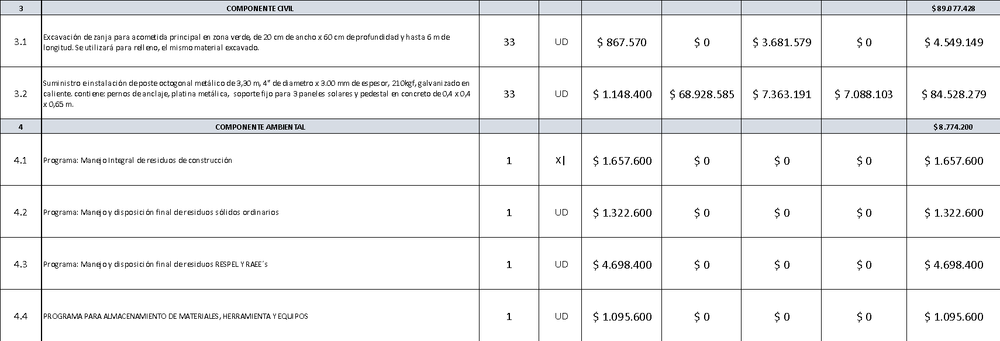 3 COMPONENTE CIVIL $ 89.077.428
3.1 Excavación de zanja para acometida principal en zona verde, de 20 cm de ancho x 60 cm de profundidad y hasta 6 m de
longitud. Se utilizará para relleno, el mismo material excavado. 33 UD $ 867.570 $ 0 $ 3.681.579 $ 0 $ 4.549.149
3.2 Suministro e instalación de poste octogonal metálico de 3,30 m, 4" de diametro x 3.00 mm de espesor, 210kgf, galvanizado en
caliente. contiene: pernos de anclaje, platina metálica, soporte fijo para 3 paneles solares y pedestal en concreto de 0,4 x 0,4
x 0,65 m. 33 UD $ 1.148.400 $ 68.928.585 $ 7.363.191 $ 7.088.103 $ 84.528.279
4 COMPONENTE AMBIENTAL $ 8.774.200
4.1 Programa: Manejo Integral de residuos de construcción 1 X| $ 1.657.600 $ 0 $ 0 $ 0 $ 1.657.600
4.2 Programa: Manejo y disposición final de residuos sólidos ordinarios 1 UD $ 1.322.600 $ 0 $ 0 $ 0 $ 1.322.600
4.3 Programa: Manejo y disposición final de residuos RESPEL Y RAEE´s 1 UD $ 4.698.400 $ 0 $ 0 $ 0 $ 4.698.400
4.4 PROGRAMA PARA ALMACENAMIENTO DE MATERIALES, HERRAMIENTA Y EQUIPOS 1 UD $ 1.095.600 $ 0 $ 0 $ 0 $ 1.095.600